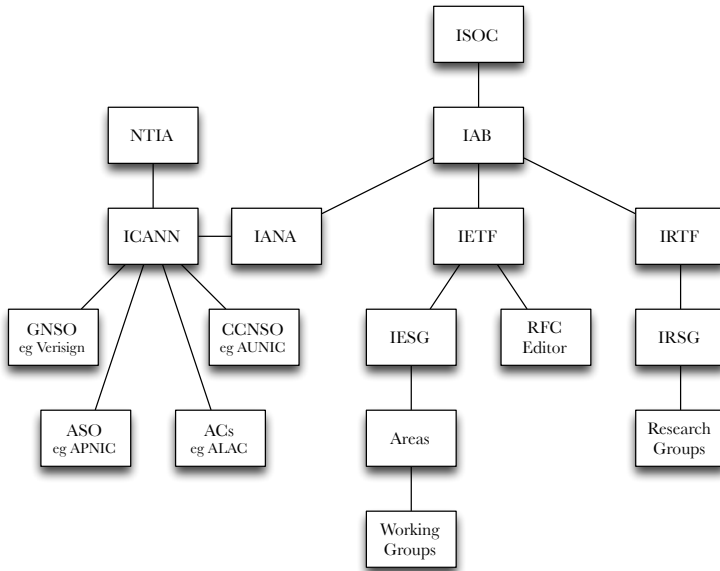 ISOC
NTIA
IAB
ICANN
IANA
IETF
IRTF
GNSO
eg Verisign
CCNSO
eg AUNIC
IESG
RFC
Editor
IRSG
ASO
eg APNIC
ACs
eg ALAC
Areas
Research
Groups
Working
Groups